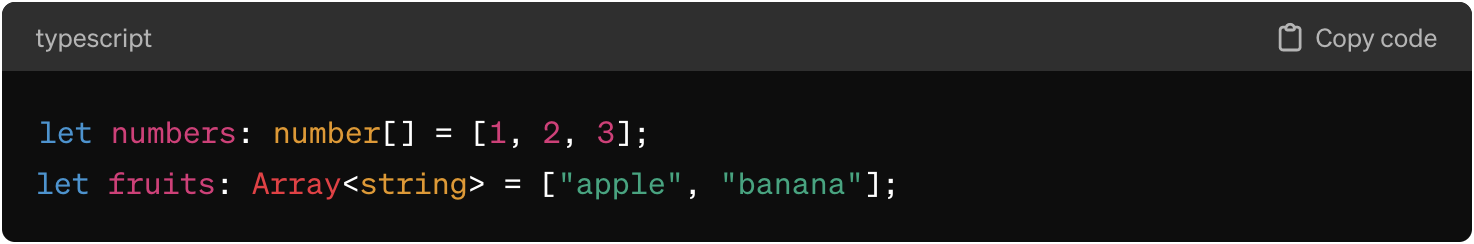 typescript
Copy code
let numbers: number[] = [1, 2, 3];
let fruits: Array<string> = ["apple", "banana"];